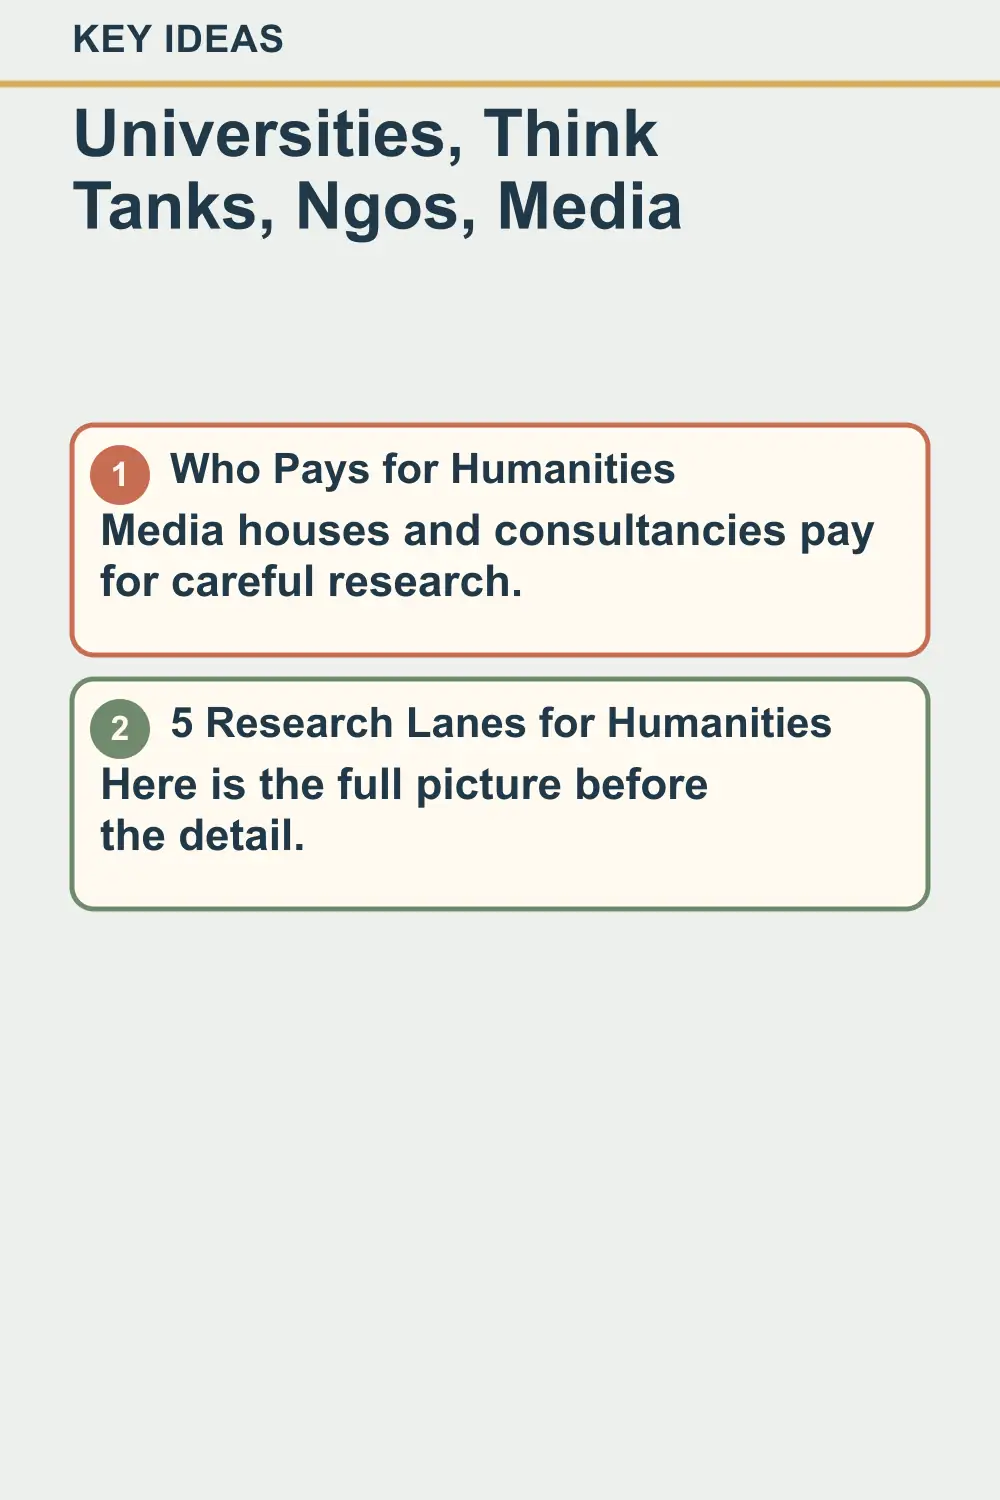 KEY IDEAS
Universities, Think
Tanks, Ngos, Media
1 Who Pays for Humanities
Media houses and consultancies pay
for careful research.
2 5 Research Lanes for Humanities
Here is the full picture before
the detail.